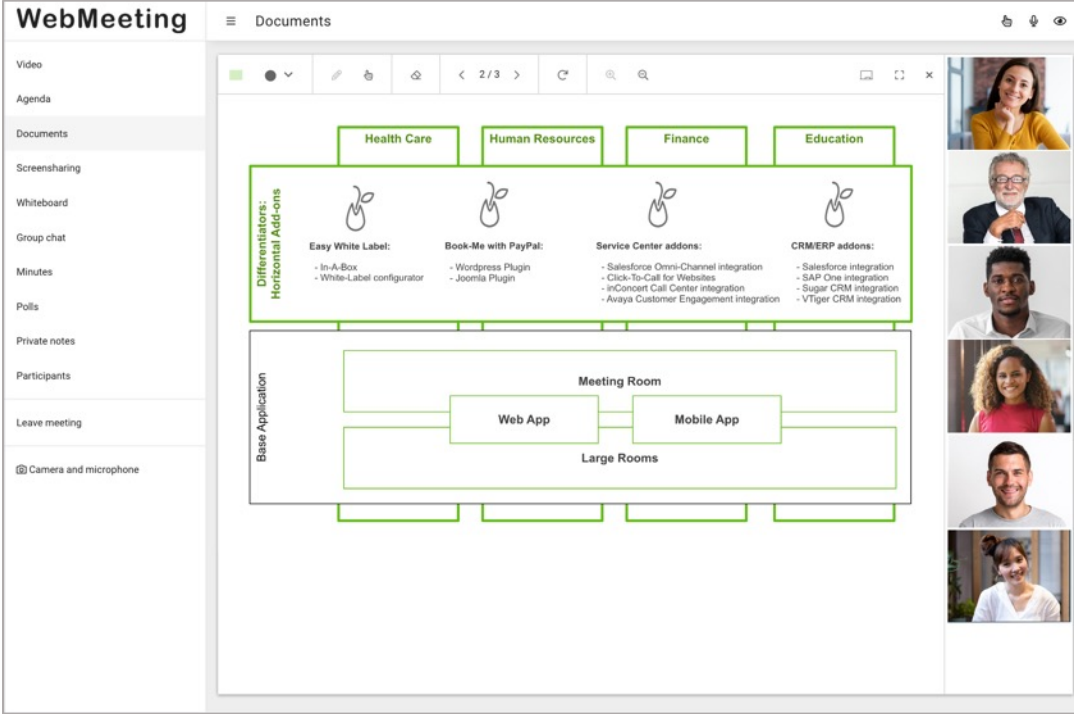 WebMeeting
Documents
Video
Agenda
Documents
Screensharing
Whiteboard
Group chat
Minutes
Polls
Private notes
Participants
Leave meeting
Camera and microphone
2 / 3
Health Care
Human Resources
Finance
Education
Differentiators:
Horizontal Add-ons
Easy White Label:
- In-A-Box
- White-Label configurator
Book-Me with PayPal:
- Wordpress Plugin
- Joomla Plugin
Service Center addons:
- Salesforce Omni-Channel integration
- Click-To-Call for Websites
- inConcert Call Center integration
- Avaya Customer Engagement integration
CRM/ERP addons:
- Salesforce integration
- SAP One integration
- Sugar CRM integration
- VTiger CRM integration
Base Application
Meeting Room
Web App
Mobile App
Large Rooms